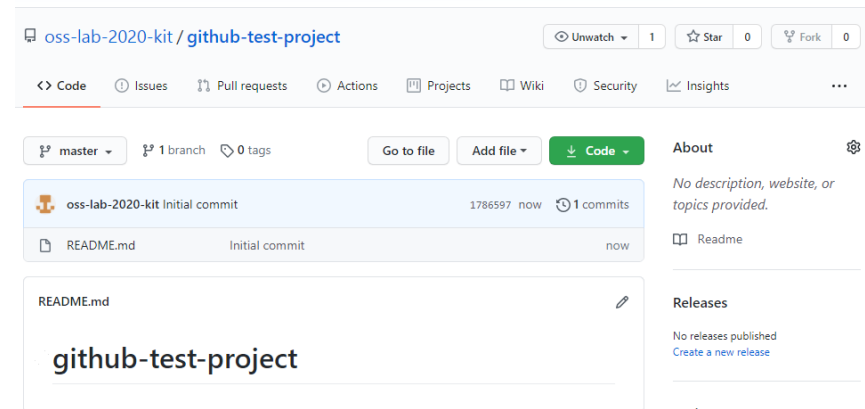 oss-lab-2020-kit / github-test-project Unwatch 1 Star 0 Fork 0
<> Code Issues Pull requests Actions Projects Wiki Security Insights ...
master 1 branch 0 tags Go to file Add file Code
oss-lab-2020-kit Initial commit 1786597 now 1 commits
README.md Initial commit now
README.md
github-test-project
About
No description, website, or
topics provided.
Readme
Releases
No releases published
Create a new release